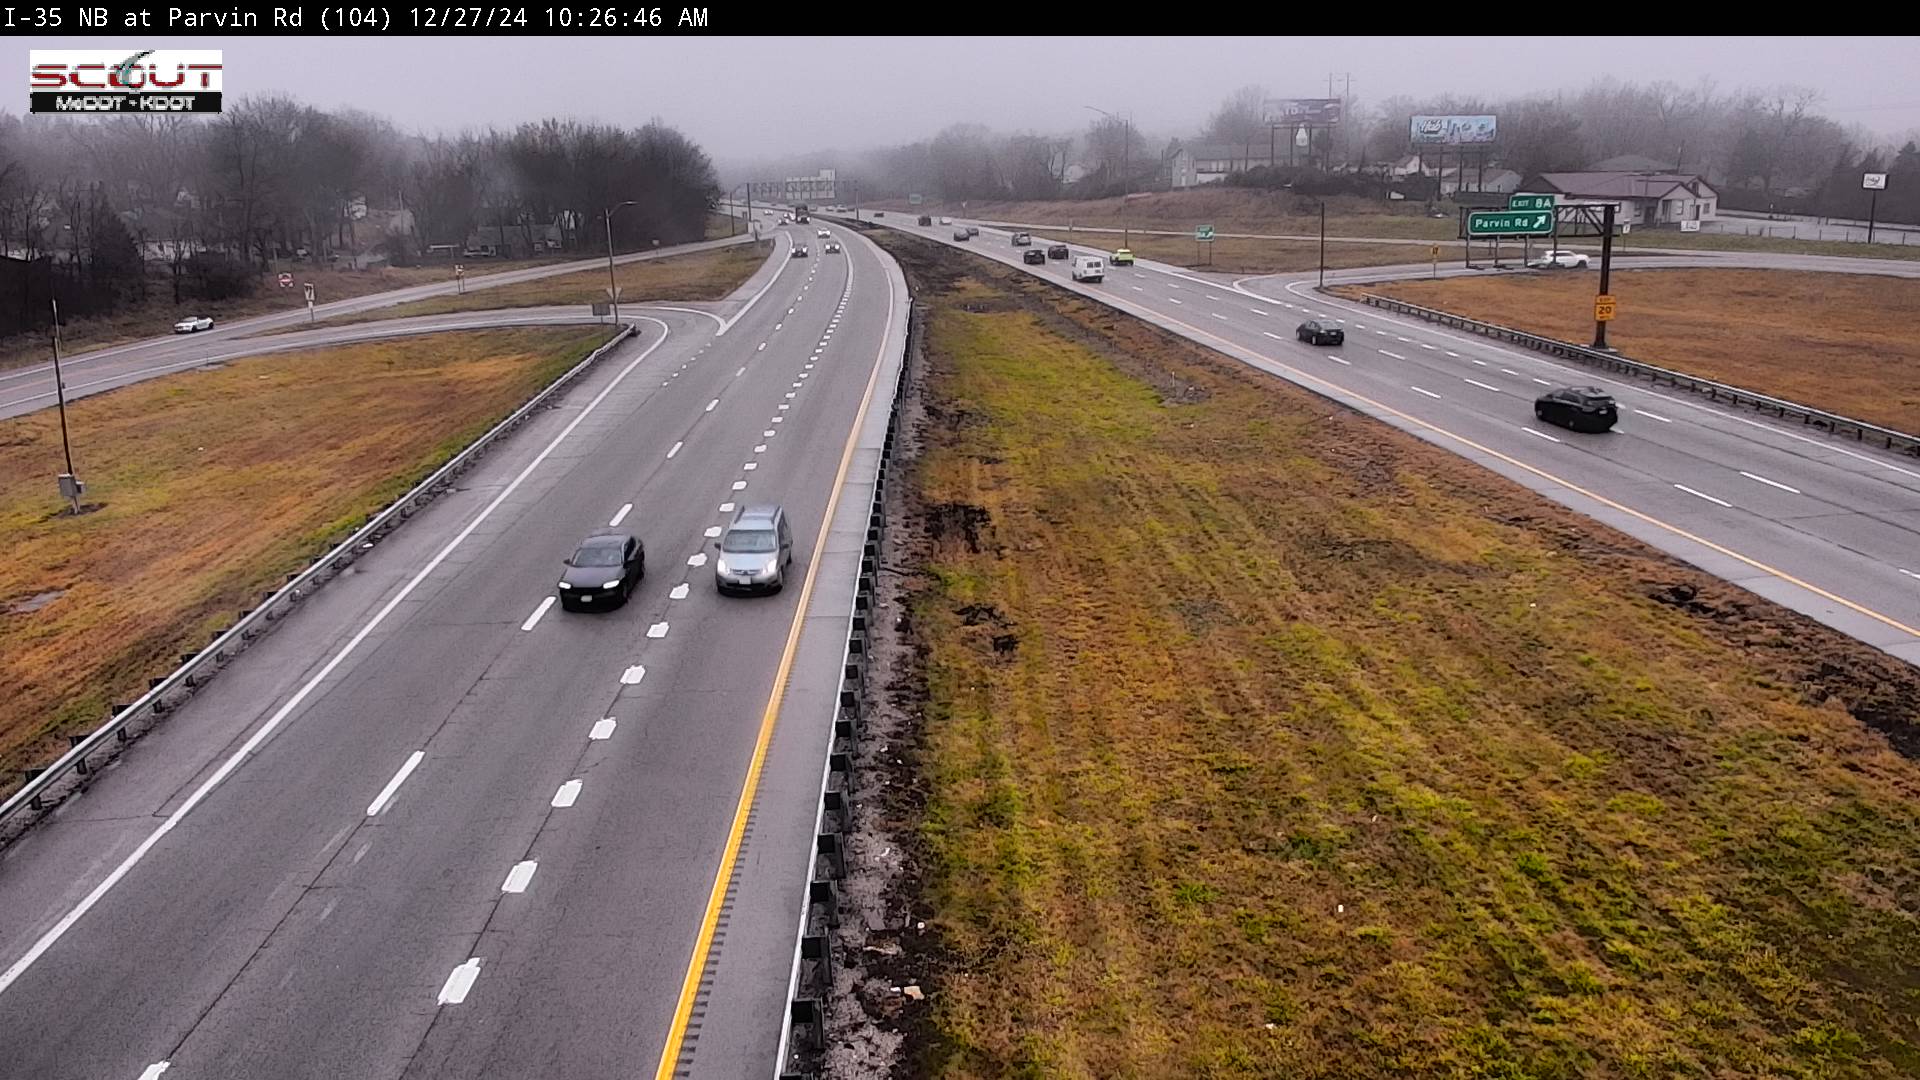 I-35 NB at Parvin Rd (104) 12/27/24 10:26:46 AM
SCOUT
MoDOT - KDOT
EXIT 8A
Parvin Rd
EXIT
20